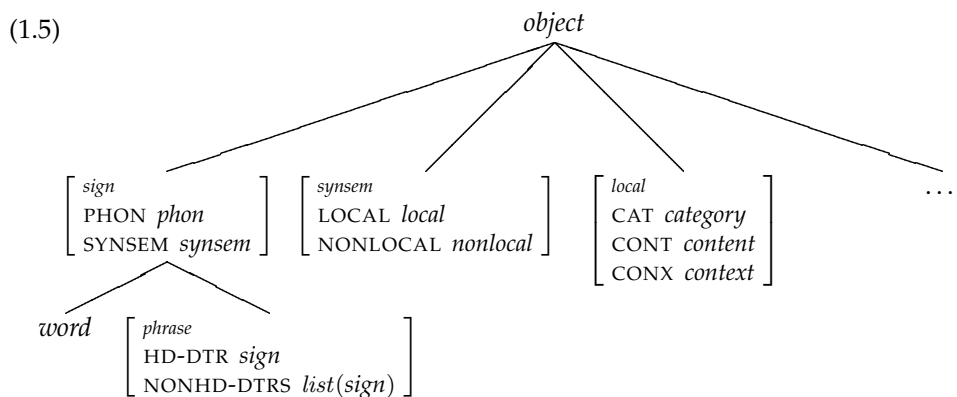 (1.5)
object
sign
PHON phon
SYNSEM synsem
synsem
LOCAL local
NONLOCAL nonlocal
local
CAT category
CONT content
CONX context
...
word
phrase
HD-DTR sign
NONHD-DTRS list(sign)